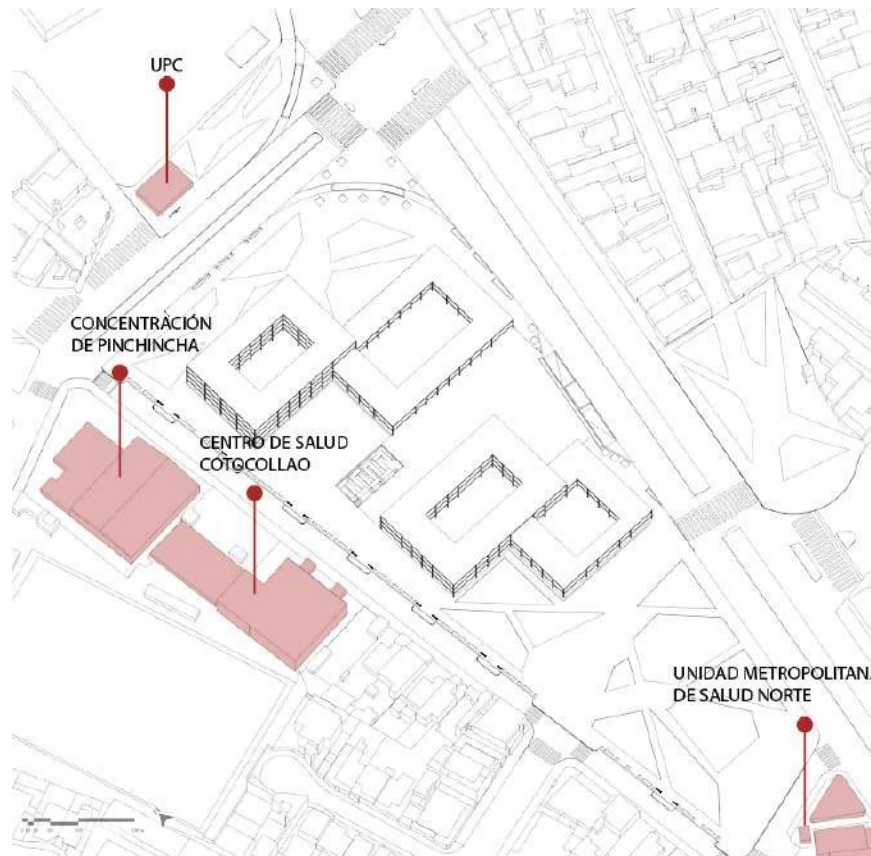 UPC
CONCENTRACIÓN
DE PINCHINCHA
CENTRO DE SALUD
COTOCOLLAO
UNIDAD METROPOLITANA
DE SALUD NORTE